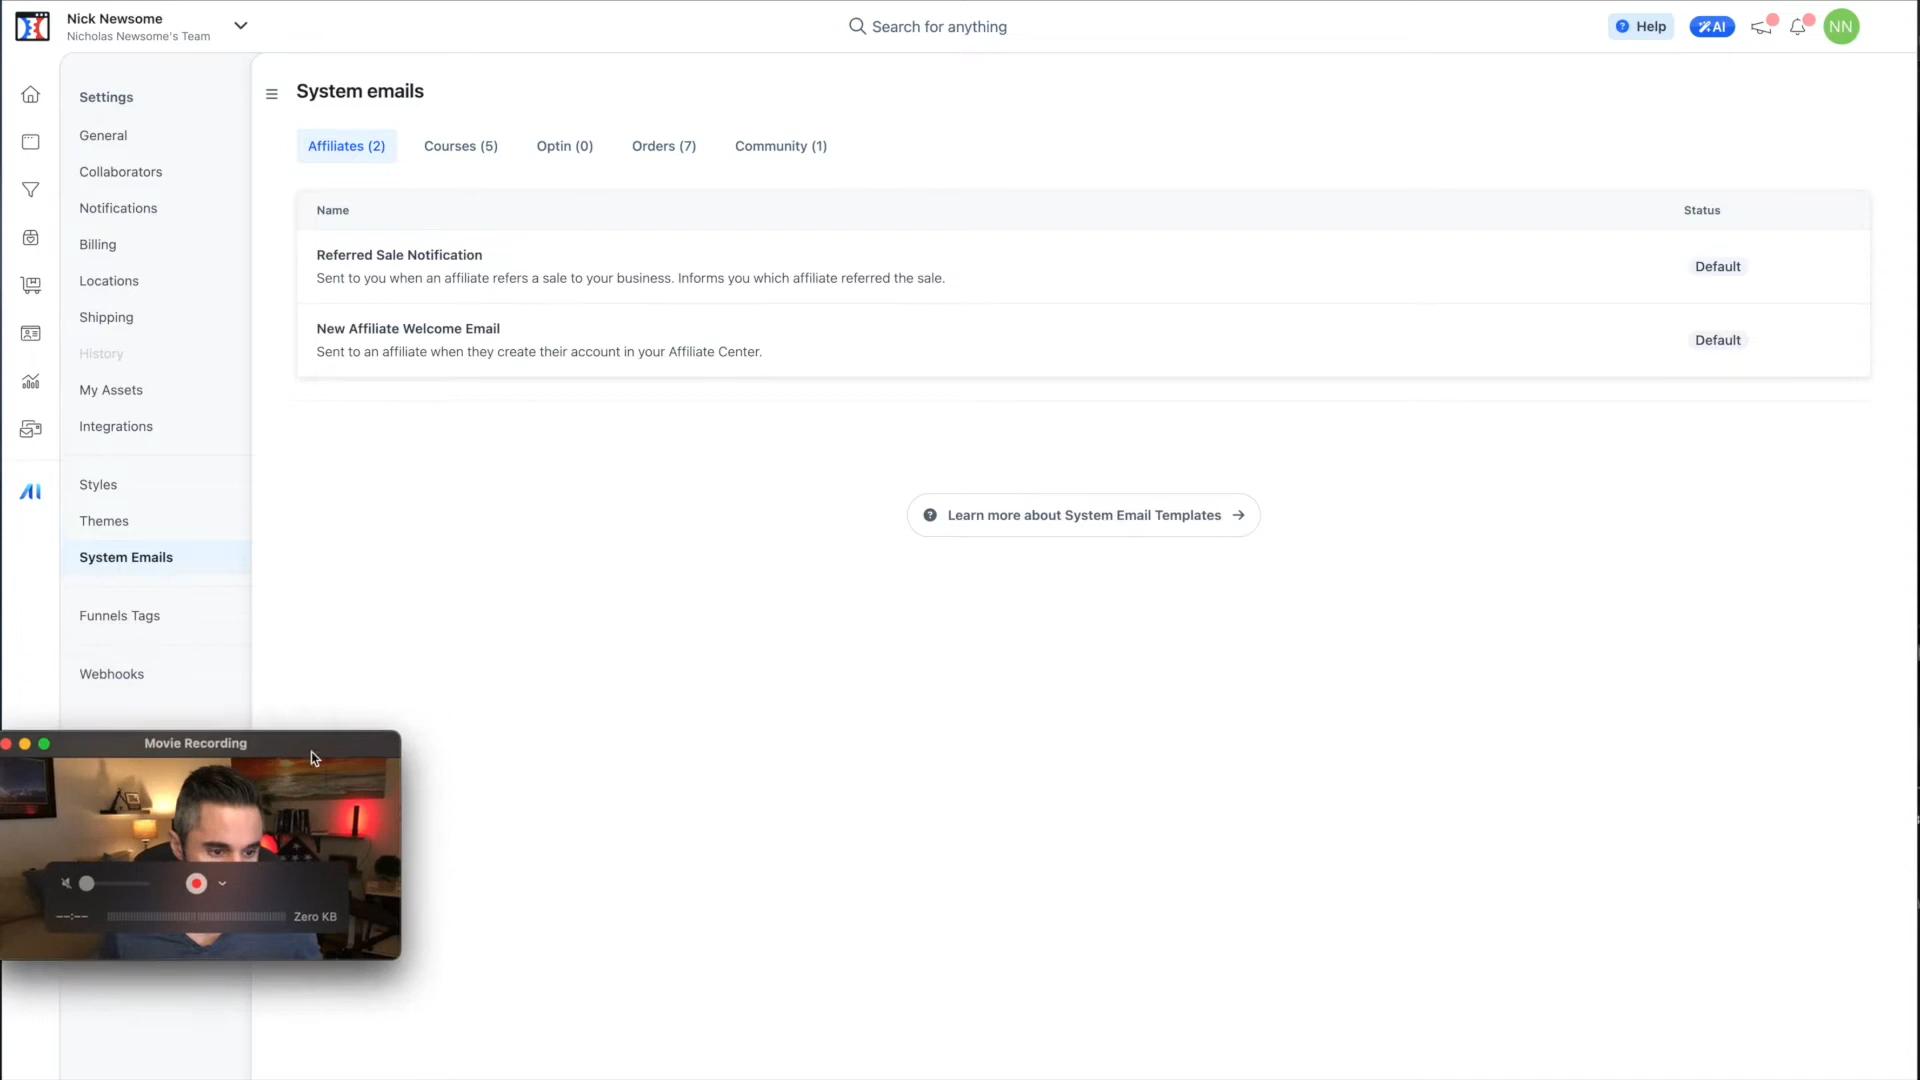 Nick Newsome
Nicholas Newsome's Team
Search for anything
Help
AI
NN
Settings
General
Collaborators
Notifications
Billing
Locations
Shipping
History
My Assets
Integrations
AI
Styles
Themes
System Emails
Funnels Tags
Webhooks
System emails
Affiliates (2)
Courses (5)
Optin (0)
Orders (7)
Community (1)
Name
Status
Referred Sale Notification
Sent to you when an affiliate refers a sale to your business. Informs you which affiliate referred the sale.
Default
New Affiliate Welcome Email
Sent to an affiliate when they create their account in your Affiliate Center.
Default
Learn more about System Email Templates
Movie Recording
--:--
Zero KB